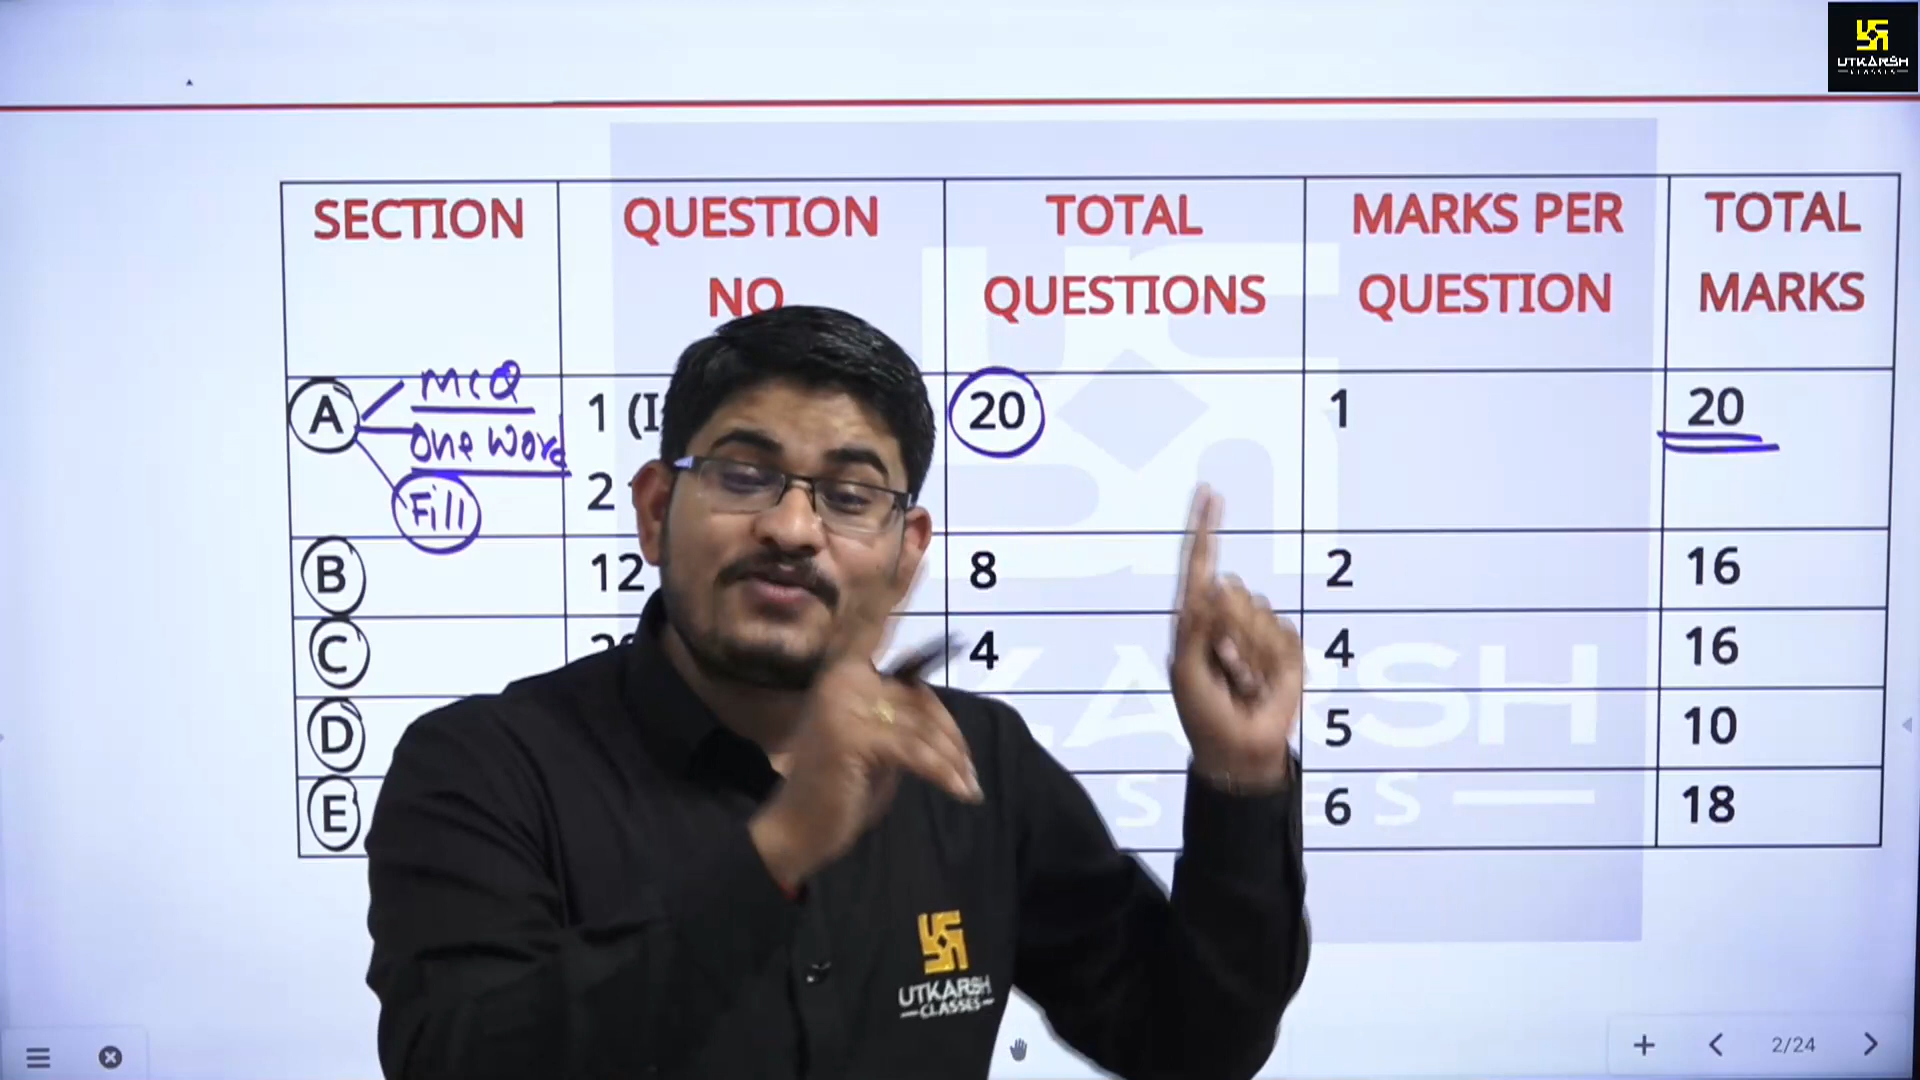 UTKARSH
CLASSES
SECTION
QUESTION
NO
TOTAL
QUESTIONS
MARKS PER
QUESTION
TOTAL
MARKS
A
MCQ
One Word
Fill
1 (I
2
20
1
20
B
12
8
2
16
C
4
4
16
D
5
10
E
6
18
UTKARSH
CLASSES
2/24